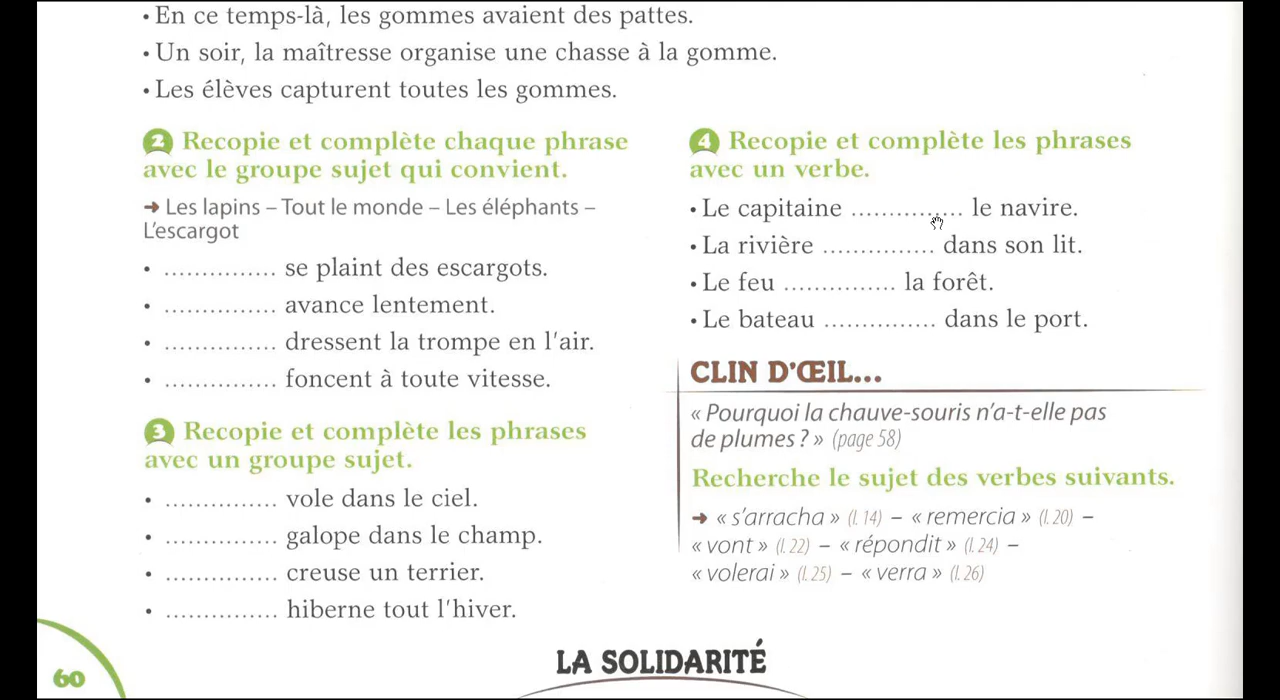 • En ce temps-là, les gommes avaient des pattes.
• Un soir, la maîtresse organise une chasse à la gomme.
• Les élèves capturent toutes les gommes.
2 Recopie et complète chaque phrase
avec le groupe sujet qui convient.
➜ Les lapins – Tout le monde – Les éléphants –
L'escargot
• ............... se plaint des escargots.
• ............... avance lentement.
• ............... dressent la trompe en l'air.
• ............... foncent à toute vitesse.
3 Recopie et complète les phrases
avec un groupe sujet.
• ............... vole dans le ciel.
• ............... galope dans le champ.
• ............... creuse un terrier.
• ............... hiberne tout l'hiver.
4 Recopie et complète les phrases
avec un verbe.
• Le capitaine ............... le navire.
• La rivière ............... dans son lit.
• Le feu ............... la forêt.
• Le bateau ............... dans le port.
CLIN D'ŒIL...
« Pourquoi la chauve-souris n'a-t-elle pas
de plumes ? » (page 58)
Recherche le sujet des verbes suivants.
➜ « s'arracha » (l. 14) – « remercia » (l. 20) –
« vont » (l. 22) – « répondit » (l. 24) –
« volerai » (l. 25) – « verra » (l. 26)
60
LA SOLIDARITÉ